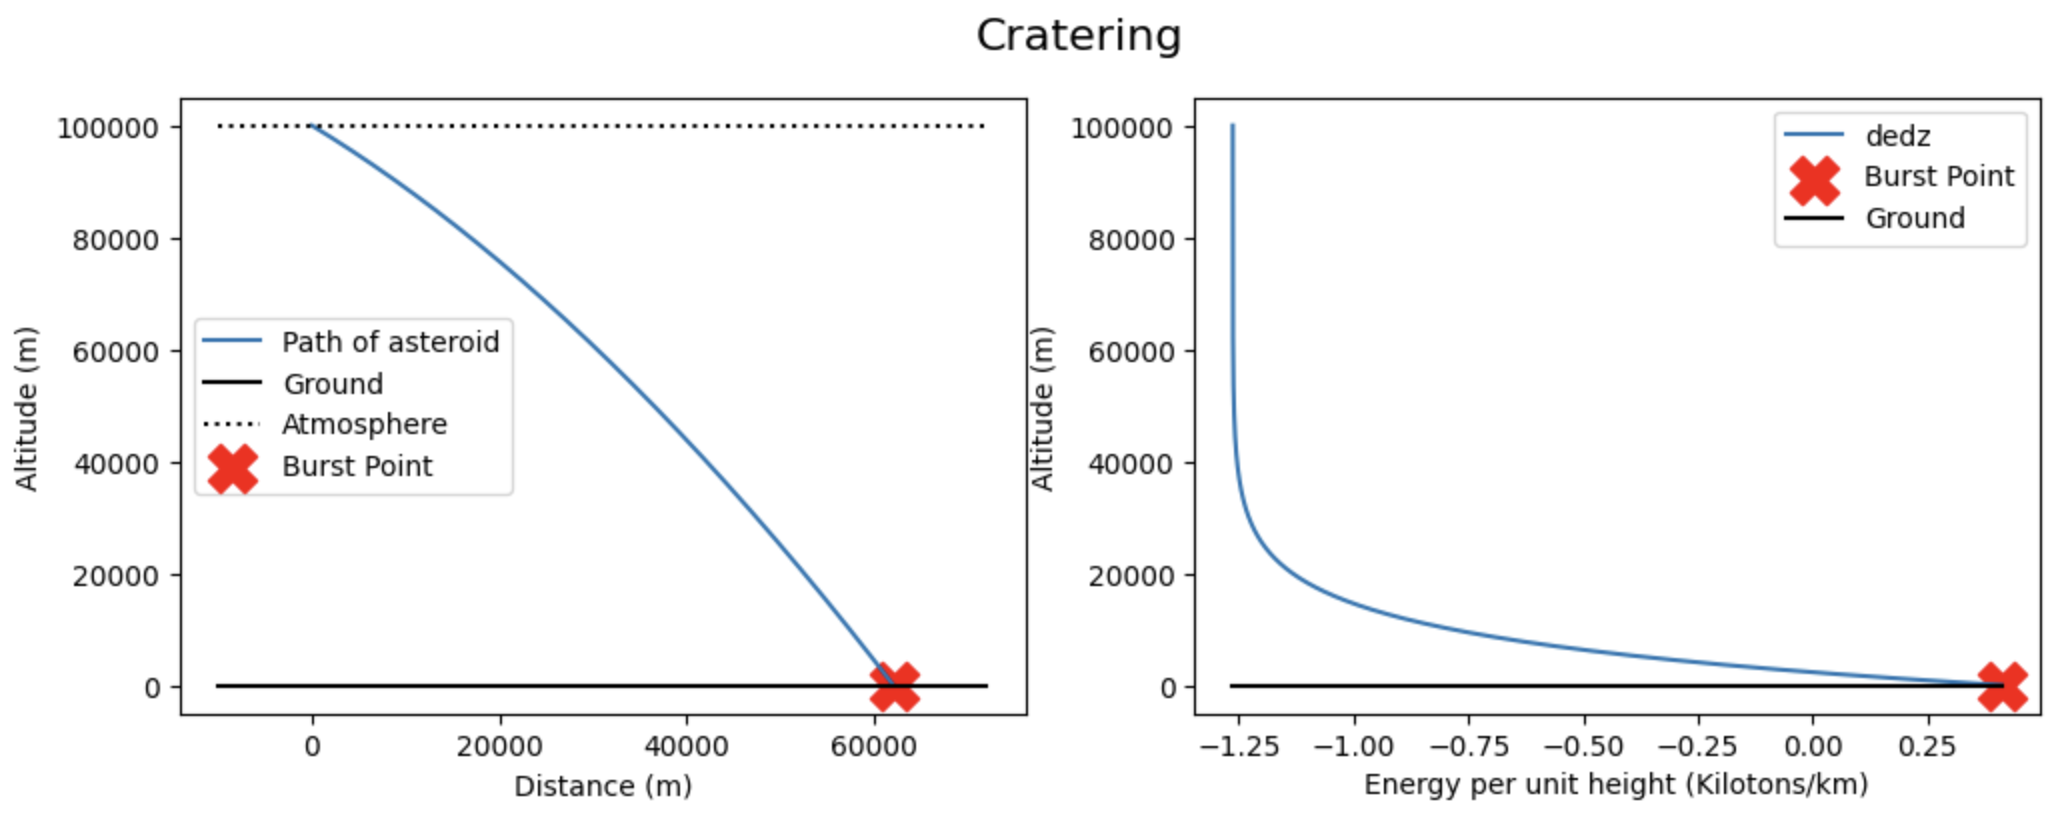 Cratering
100000
80000
60000
40000
20000
0
Altitude (m)
Path of asteroid
Ground
Atmosphere
Burst Point
0
20000
40000
60000
Distance (m)
100000
80000
60000
40000
20000
0
Altitude (m)
dedz
Burst Point
Ground
−1.25
−1.00
−0.75
−0.50
−0.25
0.00
0.25
Energy per unit height (Kilotons/km)